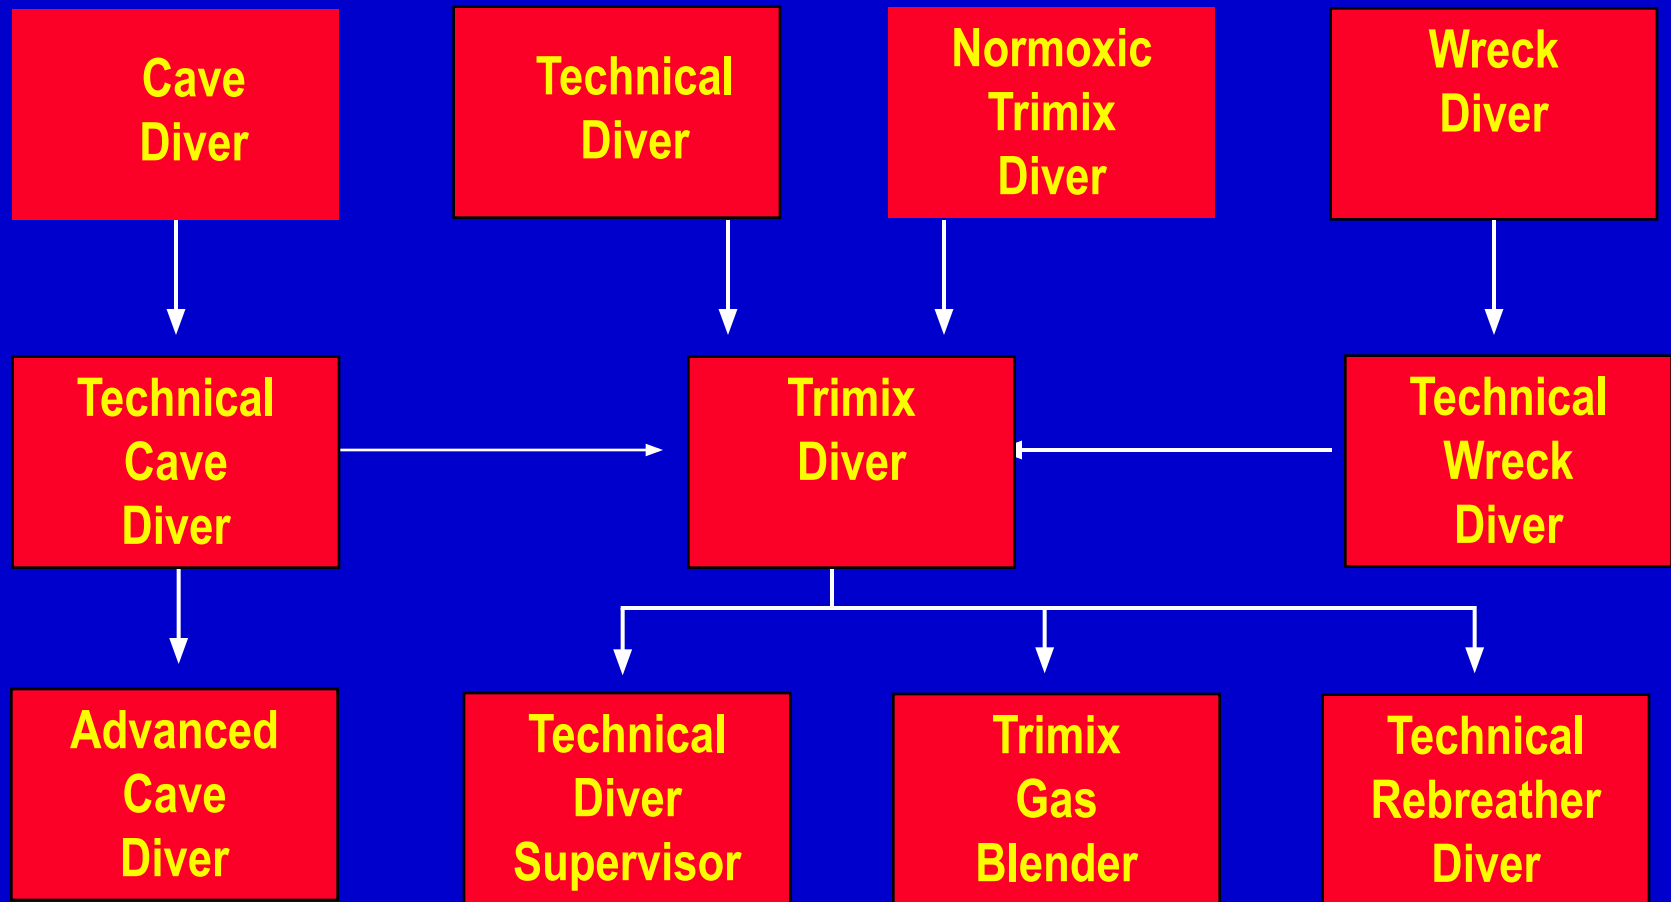 Cave
Diver
Technical
Diver
Normoxic
Trimix
Diver
Wreck
Diver
Technical
Cave
Diver
Trimix
Diver
Technical
Wreck
Diver
Advanced
Cave
Diver
Technical
Diver
Supervisor
Trimix
Gas
Blender
Technical
Rebreather
Diver